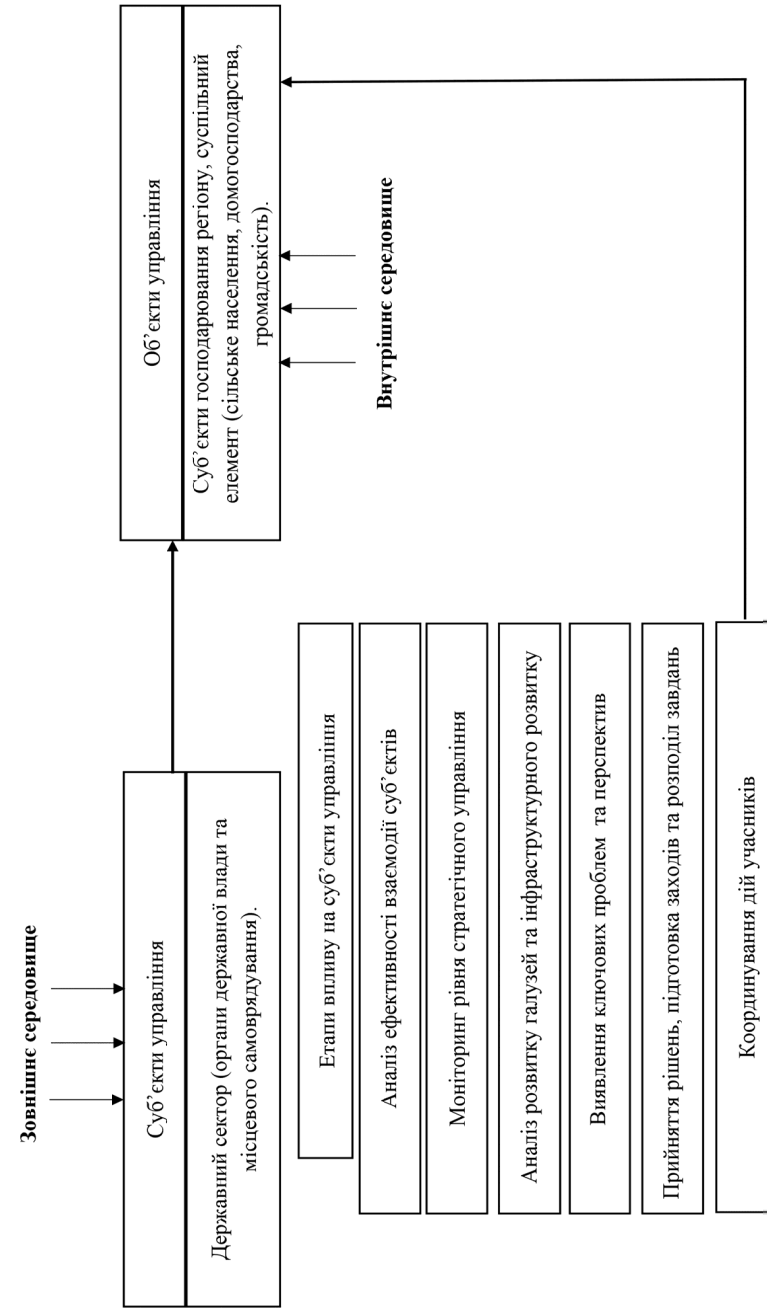 Зовнішнє середовище
Суб’єкти управління
Державний сектор (органи державної влади та
місцевого самоврядування).
Об’єкти управління
Суб’єкти господарювання регіону, суспільний
елемент (сільське населення, домогосподарства,
громадськість).
Внутрішнє середовище
Етапи впливу на суб’єкти управління
Аналіз ефективності взаємодії суб’єктів
Моніторинг рівня стратегічного управління
Аналіз розвитку галузей та інфраструктурного розвитку
Виявлення ключових проблем та перспектив
Прийняття рішень, підготовка заходів та розподіл завдань
Координування дій учасників